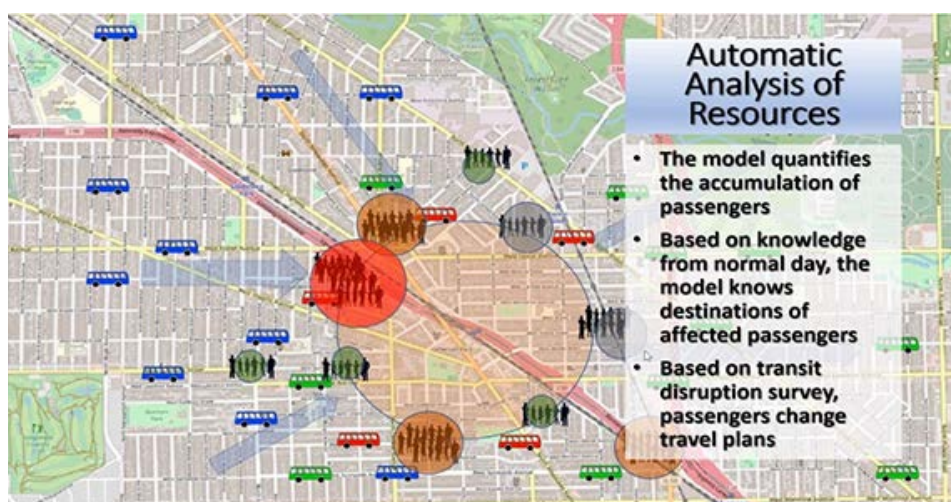 Automatic
Analysis of
Resources
• The model quantifies
the accumulation of
passengers
• Based on knowledge
from normal day, the
model knows
destinations of
affected passengers
• Based on transit
disruption survey,
passengers change
travel plans